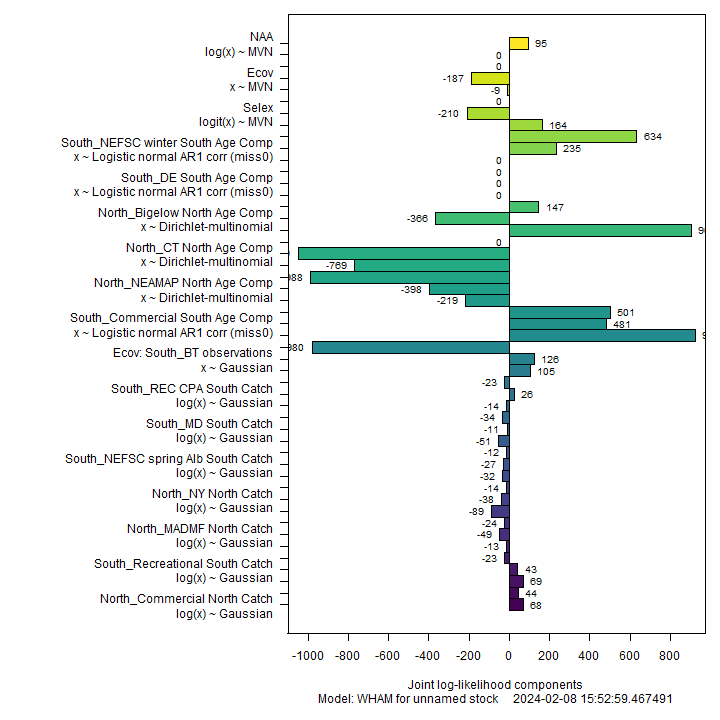 NAA
95
log(x) ~ MVN
0
0
Ecov
-187
x ~ MVN
-9
0
Selex
-210
logit(x) ~ MVN
164
South_NEFSC winter South Age Comp
634
x ~ Logistic normal AR1 corr (miss0)
235
0
South_DE South Age Comp
0
x ~ Logistic normal AR1 corr (miss0)
0
0
North_Bigelow North Age Comp
147
-366
x ~ Dirichlet-multinomial
North_CT North Age Comp
0
x ~ Dirichlet-multinomial
-769
North_NEAMAP North Age Comp
-398
x ~ Dirichlet-multinomial
-219
South_Commercial South Age Comp
501
481
x ~ Logistic normal AR1 corr (miss0)
Ecov: South_BT observations
126
x ~ Gaussian
105
South_REC CPA South Catch
-23
26
log(x) ~ Gaussian
-14
South_MD South Catch
-34
-11
log(x) ~ Gaussian
-51
South_NEFSC spring Alb South Catch
-12
-27
log(x) ~ Gaussian
-32
North_NY North Catch
-14
-38
log(x) ~ Gaussian
-89
North_MADMF North Catch
-24
-49
log(x) ~ Gaussian
-13
South_Recreational South Catch
-23
43
log(x) ~ Gaussian
69
North_Commercial North Catch
44
68
log(x) ~ Gaussian
-1000 -800 -600 -400 -200 0 200 400 600 800
Joint log-likelihood components
Model: WHAM for unnamed stock 2024-02-08 15:52:59.467491